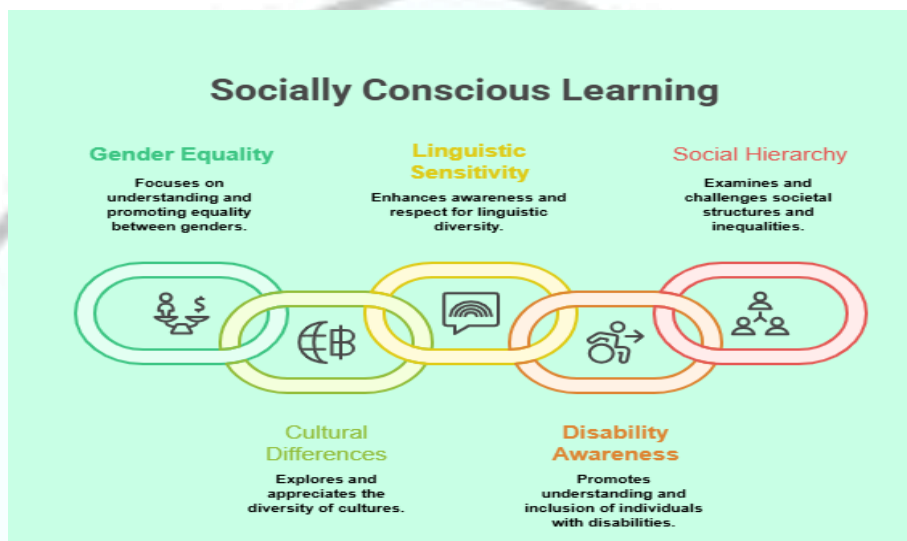 Socially Conscious Learning
Gender Equality
Focuses on
understanding and
promoting equality
between genders.
Linguistic
Sensitivity
Enhances awareness and
respect for linguistic
diversity.
Social Hierarchy
Examines and
challenges societal
structures and
inequalities.
$
Cultural
Differences
Explores and
appreciates the
diversity of cultures.
Disability
Awareness
Promotes
understanding and
inclusion of individuals
with disabilities.